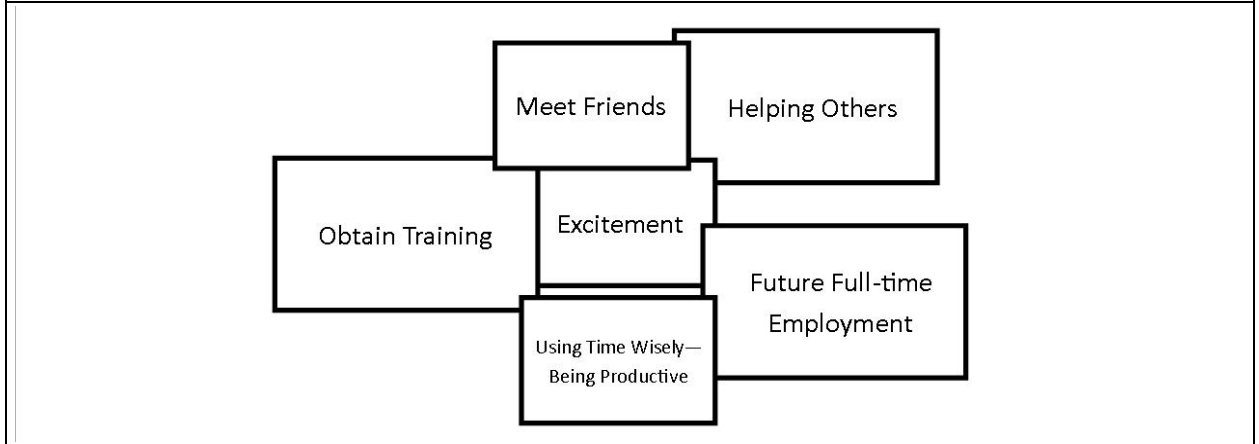 Meet Friends
Helping Others
Obtain Training
Excitement
Future Full-time
Employment
Using Time Wisely—
Being Productive